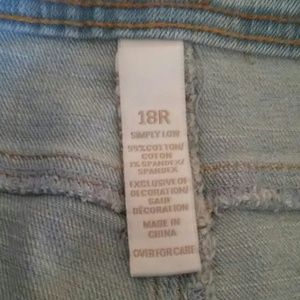 18R
SIMPLY LOW
99% COTTON/
COTON
1% SPANDEX/
SPANDEX
EXCLUSIVE OF
DECORATION/
SAUF
DÉCORATION
MADE IN
CHINA
OVER FOR CARE